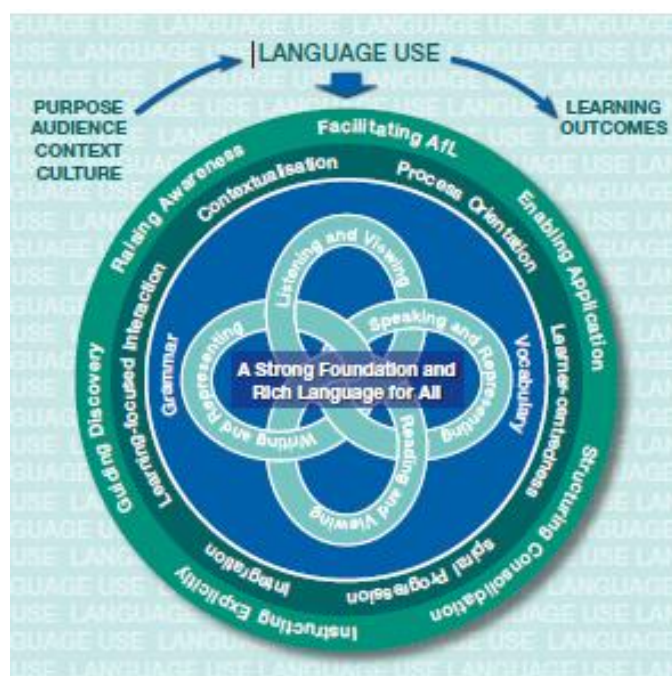 LANGUAGE USE
PURPOSE
AUDIENCE
CONTEXT
CULTURE
LEARNING
OUTCOMES
Facilitating AfL
Enabling Application
Structuring Consolidation
Instructing Explicitly
Guiding Discovery
Raising Awareness
Contextualisation
Process Orientation
Learner-centredness
Spiral Progression
Integration
Learning-focused Interaction
Grammar
Vocabulary
Listening and Viewing
Speaking and Representing
Reading and Viewing
Writing and Representing
A Strong Foundation and
Rich Language for All